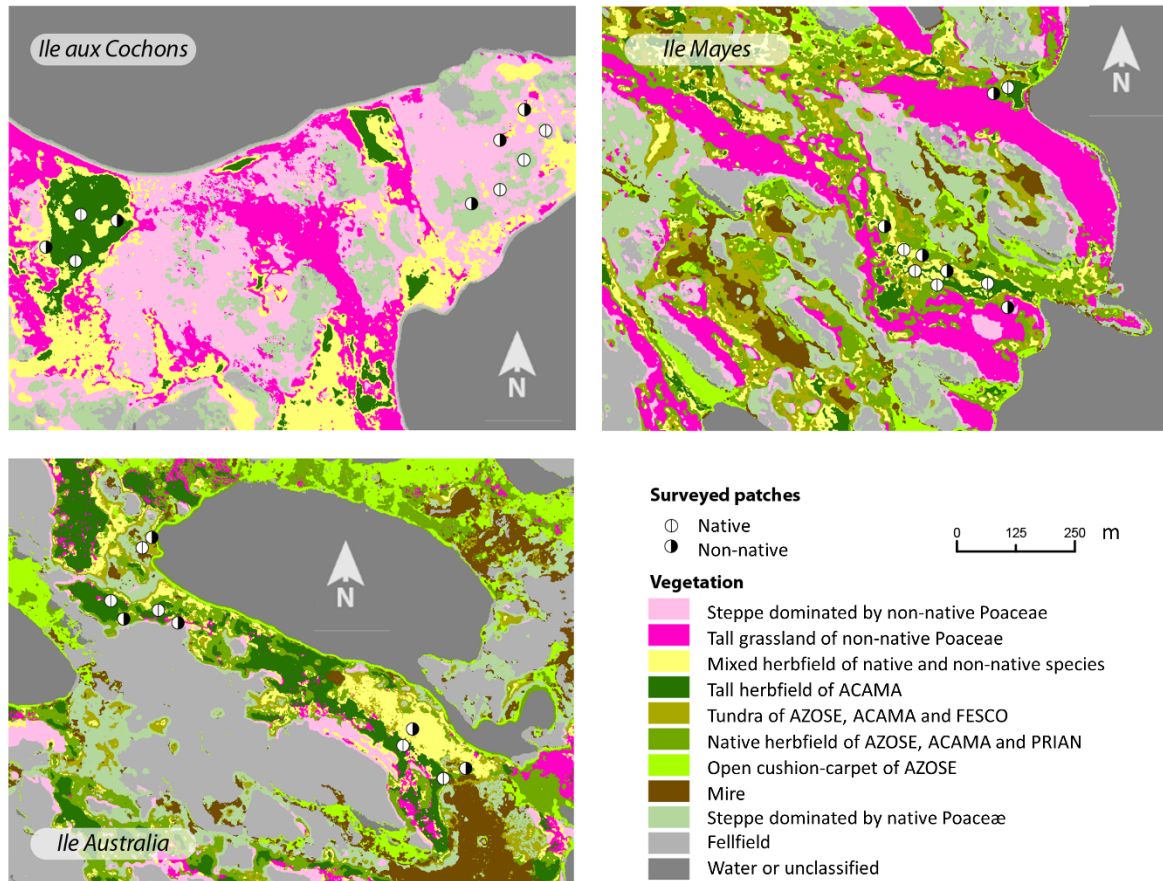 Ile aux Cochons
N
Ile Mayes
N
Ile Australia
N
Surveyed patches
Native
Non-native
0 125 250 m
Vegetation
Steppe dominated by non-native Poaceae
Tall grassland of non-native Poaceae
Mixed herbfield of native and non-native species
Tall herbfield of ACAMA
Tundra of AZOSE, ACAMA and FESCO
Native herbfield of AZOSE, ACAMA and PRIAN
Open cushion-carpet of AZOSE
Mire
Steppe dominated by native Poaceæ
Fellfield
Water or unclassified